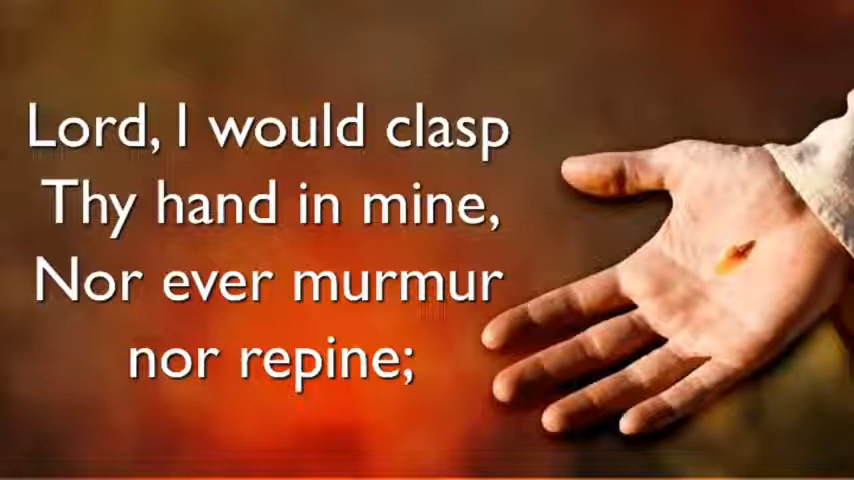 Lord, I would clasp
Thy hand in mine,
Nor ever murmur
nor repine;